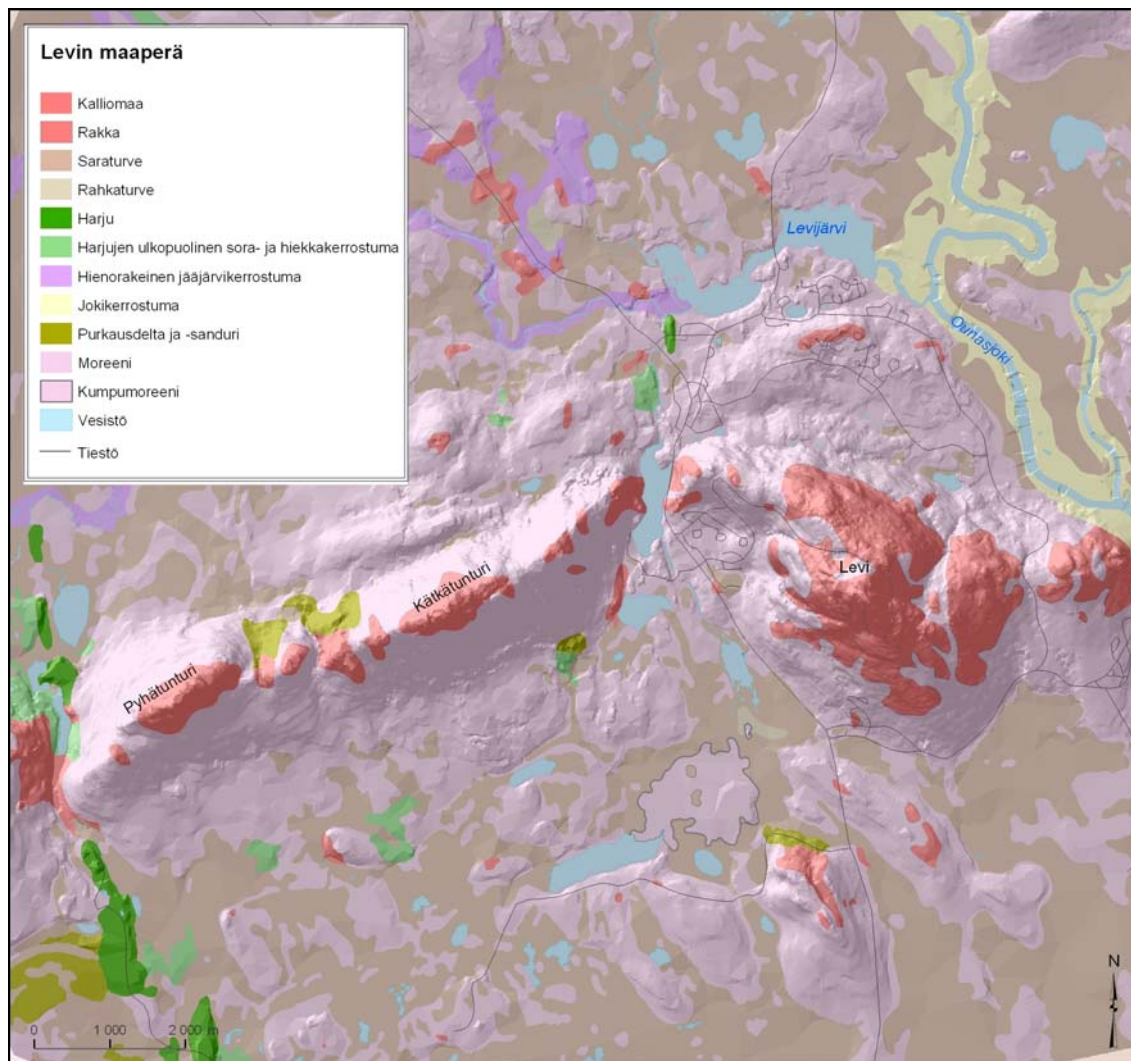 Levin maaperä
Kalliomaa
Rakka
Saraturve
Rahkaturve
Harju
Harjujen ulkopuolinen sora- ja hiekkakerrostuma
Hienorakeinen jääjärvikerrostuma
Jokikerrostuma
Purkausdelta ja -sanduri
Moreeni
Kumpumoreeni
Vesistö
Tiestö
Levijärvi
Ounasjoki
Levi
Kätkätunturi
Pyhätunturi
N
0 1 000 2 000 m